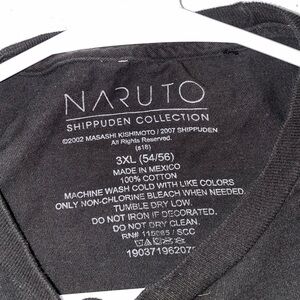 NARUTO
SHIPPUDEN COLLECTION
©2002 MASASHI KISHIMOTO / 2007 SHIPPUDEN
All Rights Reserved.
(s18)
3XL (54/56)
MADE IN MEXICO
100% COTTON
MACHINE WASH COLD WITH LIKE COLORS
ONLY NON-CHLORINE BLEACH WHEN NEEDED.
TUMBLE DRY LOW.
DO NOT IRON IF DECORATED.
DO NOT DRY CLEAN.
RN# 115085 / SCC
190371962073